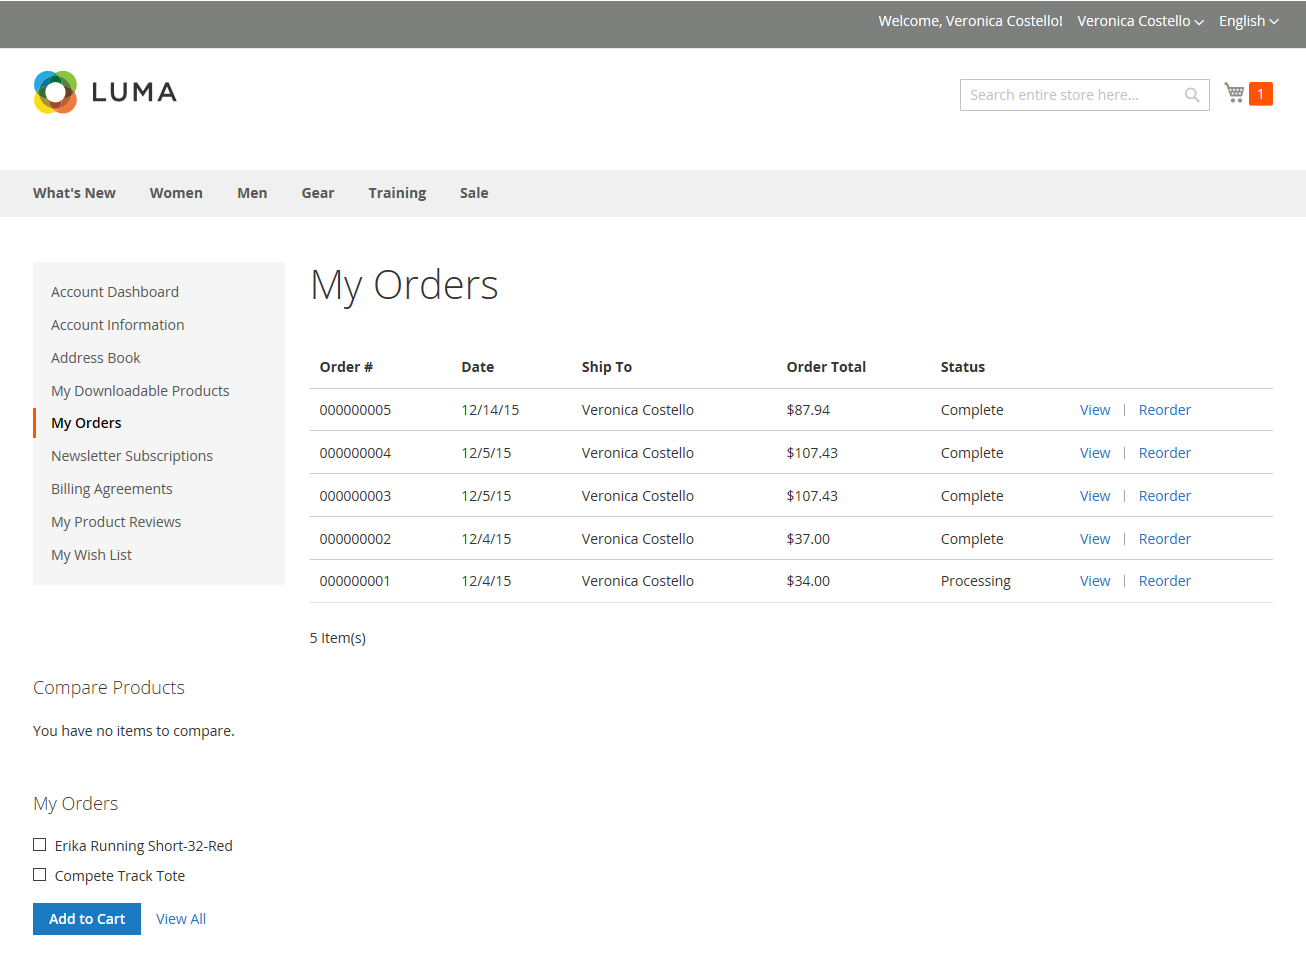 Welcome, Veronica Costello! Veronica Costello English
LUMA
Search entire store here...
1
What's New Women Men Gear Training Sale
Account Dashboard
Account Information
Address Book
My Downloadable Products
My Orders
Newsletter Subscriptions
Billing Agreements
My Product Reviews
My Wish List
My Orders
Order # Date Ship To Order Total Status
000000005 12/14/15 Veronica Costello $87.94 Complete View | Reorder
000000004 12/5/15 Veronica Costello $107.43 Complete View | Reorder
000000003 12/5/15 Veronica Costello $107.43 Complete View | Reorder
000000002 12/4/15 Veronica Costello $37.00 Complete View | Reorder
000000001 12/4/15 Veronica Costello $34.00 Processing View | Reorder
5 Item(s)
Compare Products
You have no items to compare.
My Orders
Erika Running Short-32-Red
Compete Track Tote
Add to Cart View All